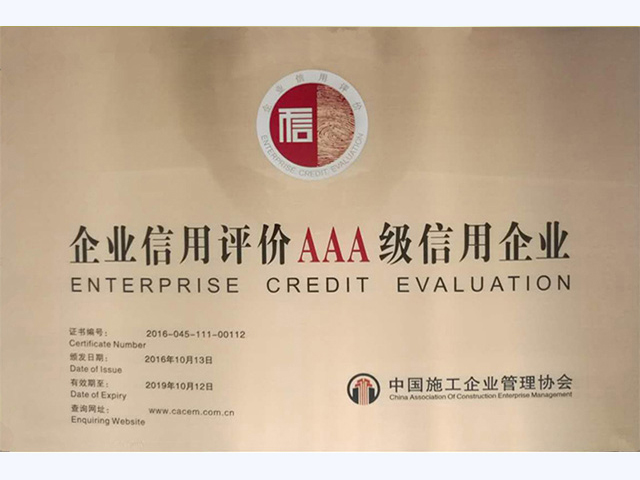 企业信用评价
信
ENTERPRISE CREDIT EVALUATION
企业信用评价AAA级信用企业
ENTERPRISE CREDIT EVALUATION
证书编号： 2016-045-111-00112
Certificate Number
颁发日期： 2016年10月13日
Date of Issue
有效期至： 2019年10月12日
Date of Expiry
查询网址： www.cacem.com.cn
Enquiring Website
中国施工企业管理协会
China Association Of Construction Enterprise Management